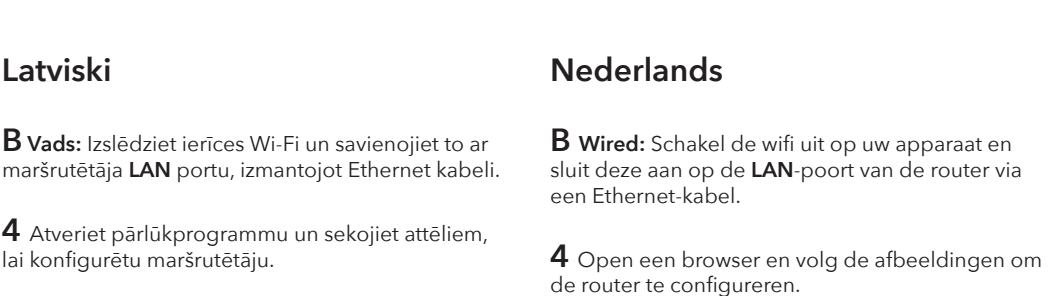 Latviski
B Vads: Izslēdziet ierīces Wi-Fi un savienojiet to ar
maršrutētāja LAN portu, izmantojot Ethernet kabeli.
4 Atveriet pārlūkprogrammu un sekojiet attēliem,
lai konfigurētu maršrutētāju.
Nederlands
B Wired: Schakel de wifi uit op uw apparaat en
sluit deze aan op de LAN-poort van de router via
een Ethernet-kabel.
4 Open een browser en volg de afbeeldingen om
de router te configureren.